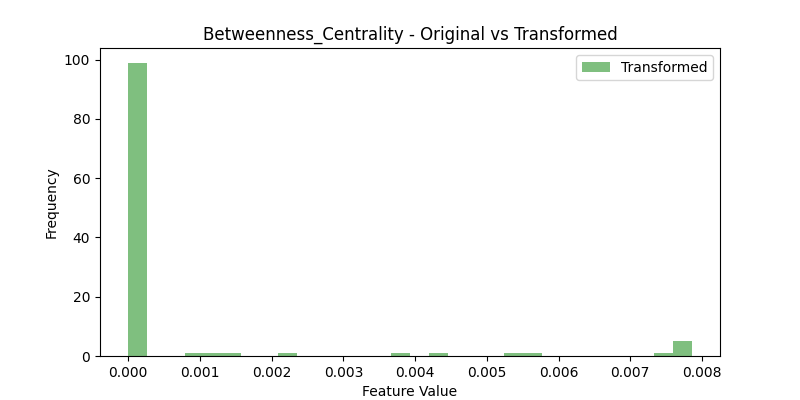 Betweenness_Centrality - Original vs Transformed
Transformed
Frequency
100
80
60
40
20
0
0.000 0.001 0.002 0.003 0.004 0.005 0.006 0.007 0.008
Feature Value